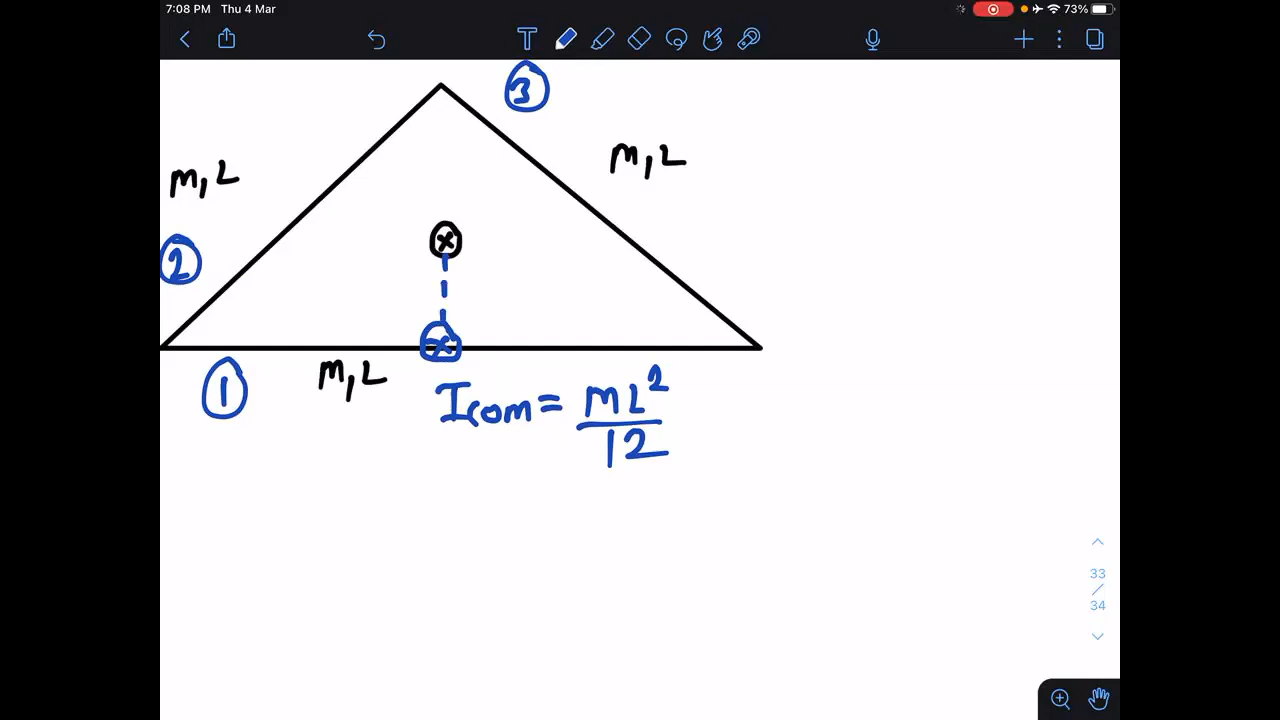 7:08 PM Thu 4 Mar
73%
T
3
m, L
m, L
2
x
x
1
m, L
Icom = mL²/12
33
/
34